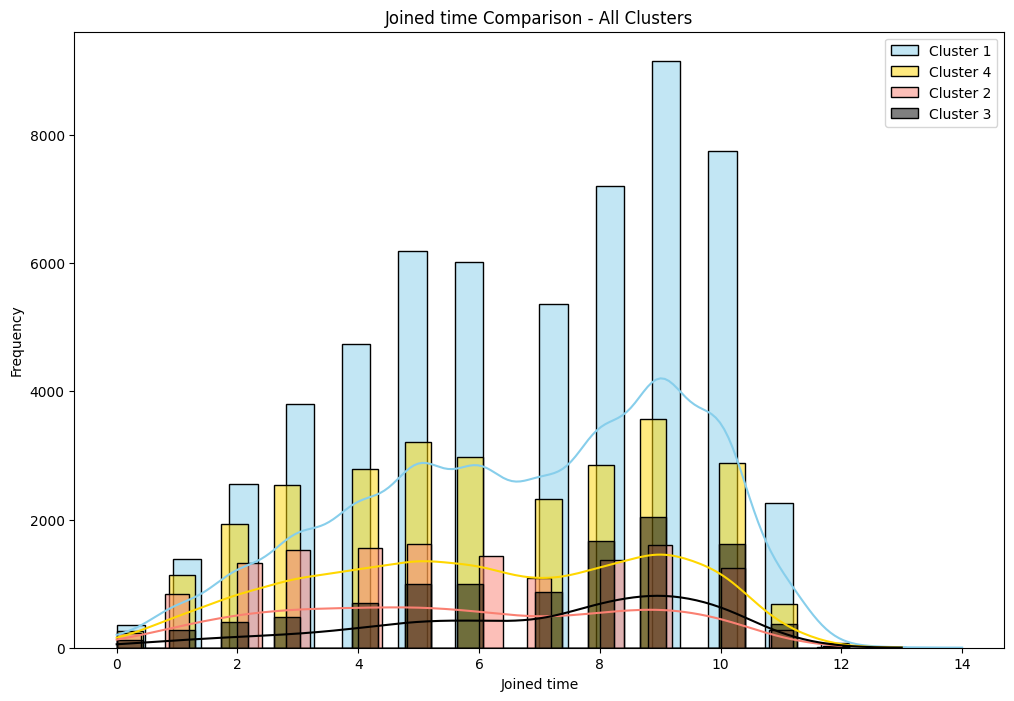 Joined time Comparison - All Clusters
Cluster 1
Cluster 4
Cluster 2
Cluster 3
Frequency
8000
6000
4000
2000
0
0 2 4 6 8 10 12 14
Joined time